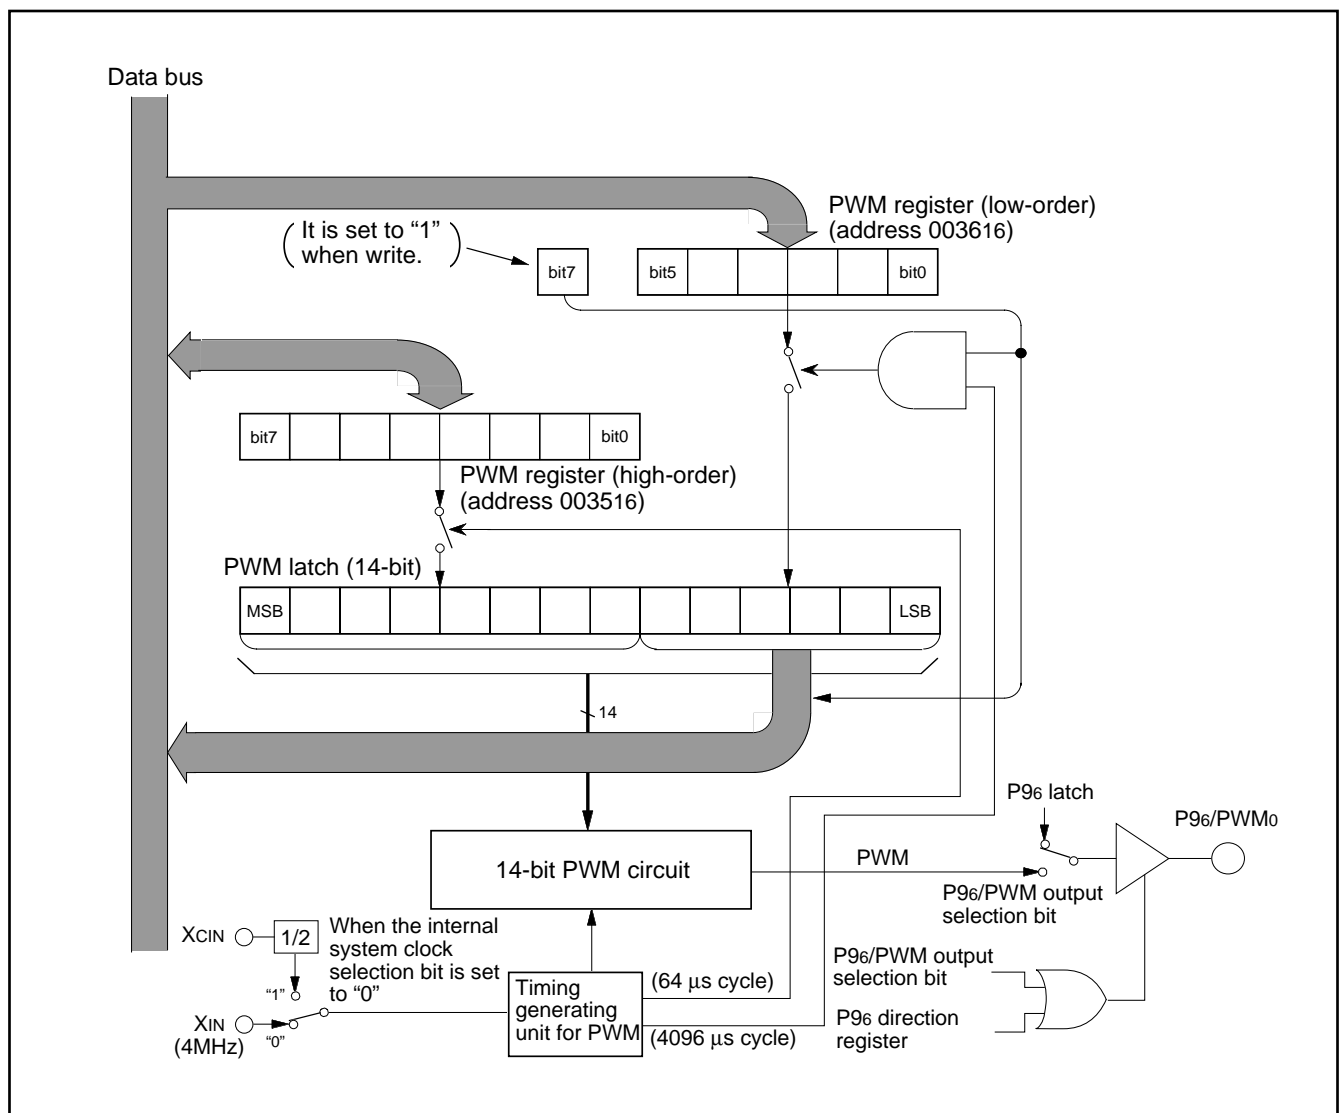 Data bus
PWM register (low-order)
(address 003616)
It is set to “1”
when write.
bit7
bit5
bit0
bit7
bit0
PWM register (high-order)
(address 003516)
PWM latch (14-bit)
MSB
LSB
14
P96 latch
P96/PWM0
14-bit PWM circuit
PWM
P96/PWM output
selection bit
XCIN
1/2
When the internal
system clock
selection bit is set
to “0”
“1”
XIN
(4MHz)
“0”
Timing
generating
unit for PWM
(64 μs cycle)
(4096 μs cycle)
P96/PWM output
selection bit
P96 direction
register